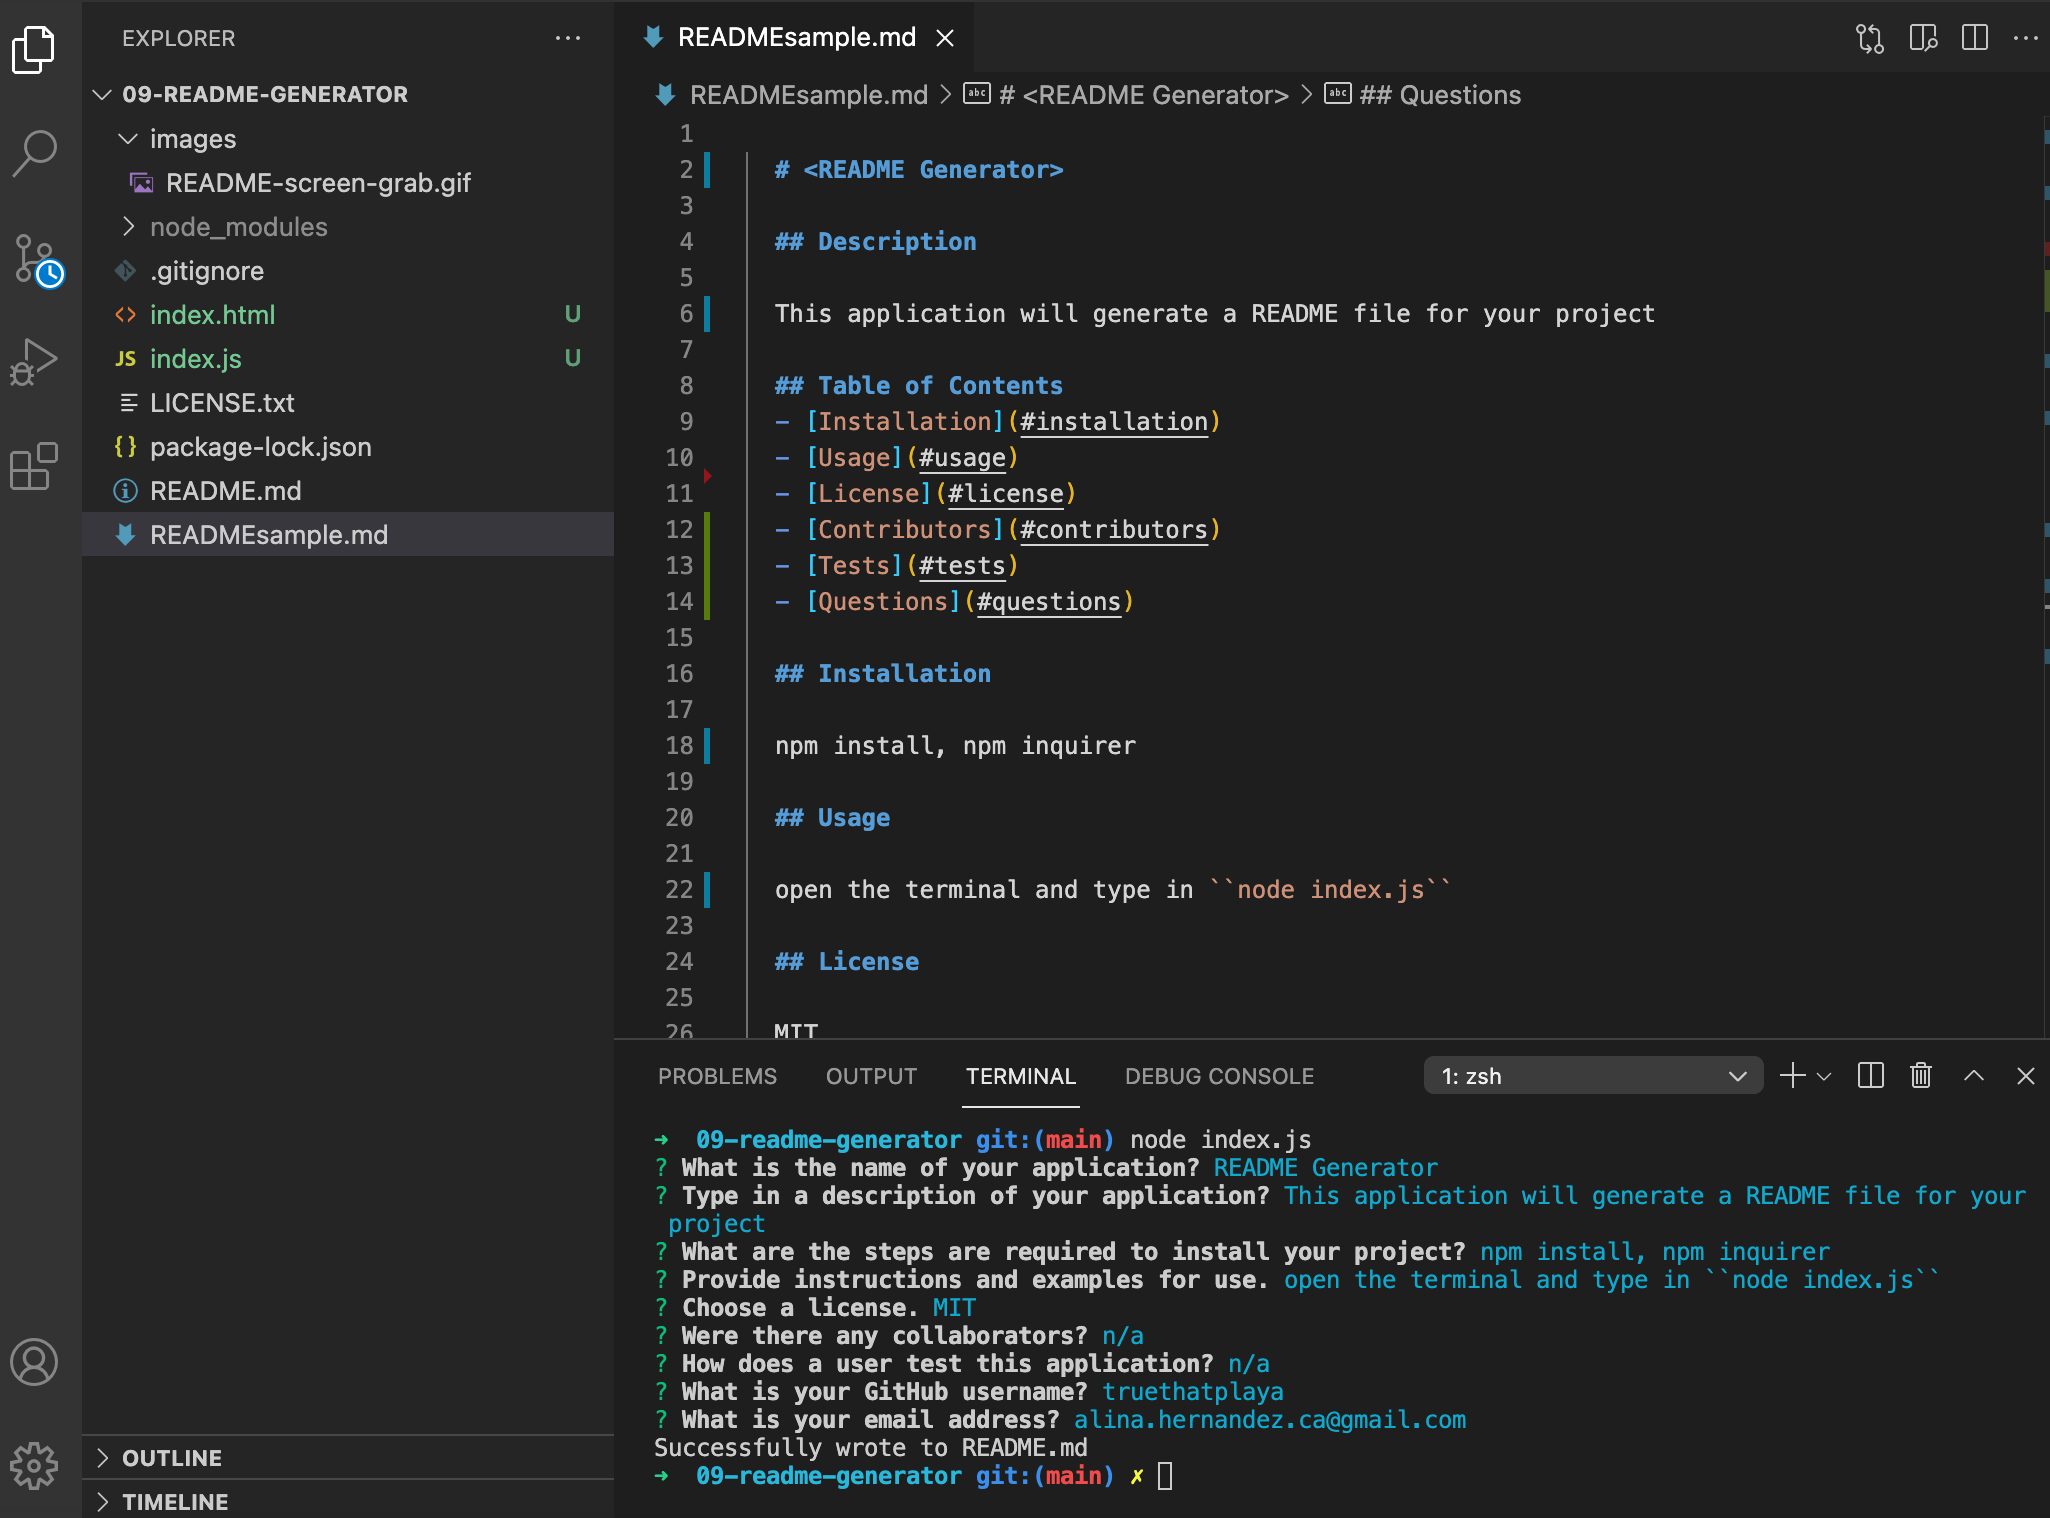 EXPLORER
09-README-GENERATOR
images
README-screen-grab.gif
node_modules
.gitignore
index.html U
JS index.js U
LICENSE.txt
{} package-lock.json
README.md
READMEsample.md
OUTLINE
TIMELINE
READMEsample.md
READMEsample.md > abc # <README Generator> > abc ## Questions
1
2 # <README Generator>
3
4 ## Description
5
6 This application will generate a README file for your project
7
8 ## Table of Contents
9 - [Installation](#installation)
10 - [Usage](#usage)
11 - [License](#license)
12 - [Contributors](#contributors)
13 - [Tests](#tests)
14 - [Questions](#questions)
15
16 ## Installation
17
18 npm install, npm inquirer
19
20 ## Usage
21
22 open the terminal and type in ``node index.js``
23
24 ## License
25
26 MIT
PROBLEMS OUTPUT TERMINAL DEBUG CONSOLE 1: zsh
→ 09-readme-generator git:(main) node index.js
? What is the name of your application? README Generator
? Type in a description of your application? This application will generate a README file for your
project
? What are the steps are required to install your project? npm install, npm inquirer
? Provide instructions and examples for use. open the terminal and type in ``node index.js``
? Choose a license. MIT
? Were there any collaborators? n/a
? How does a user test this application? n/a
? What is your GitHub username? truethatplaya
? What is your email address? alina.hernandez.ca@gmail.com
Successfully wrote to README.md
→ 09-readme-generator git:(main) ✗